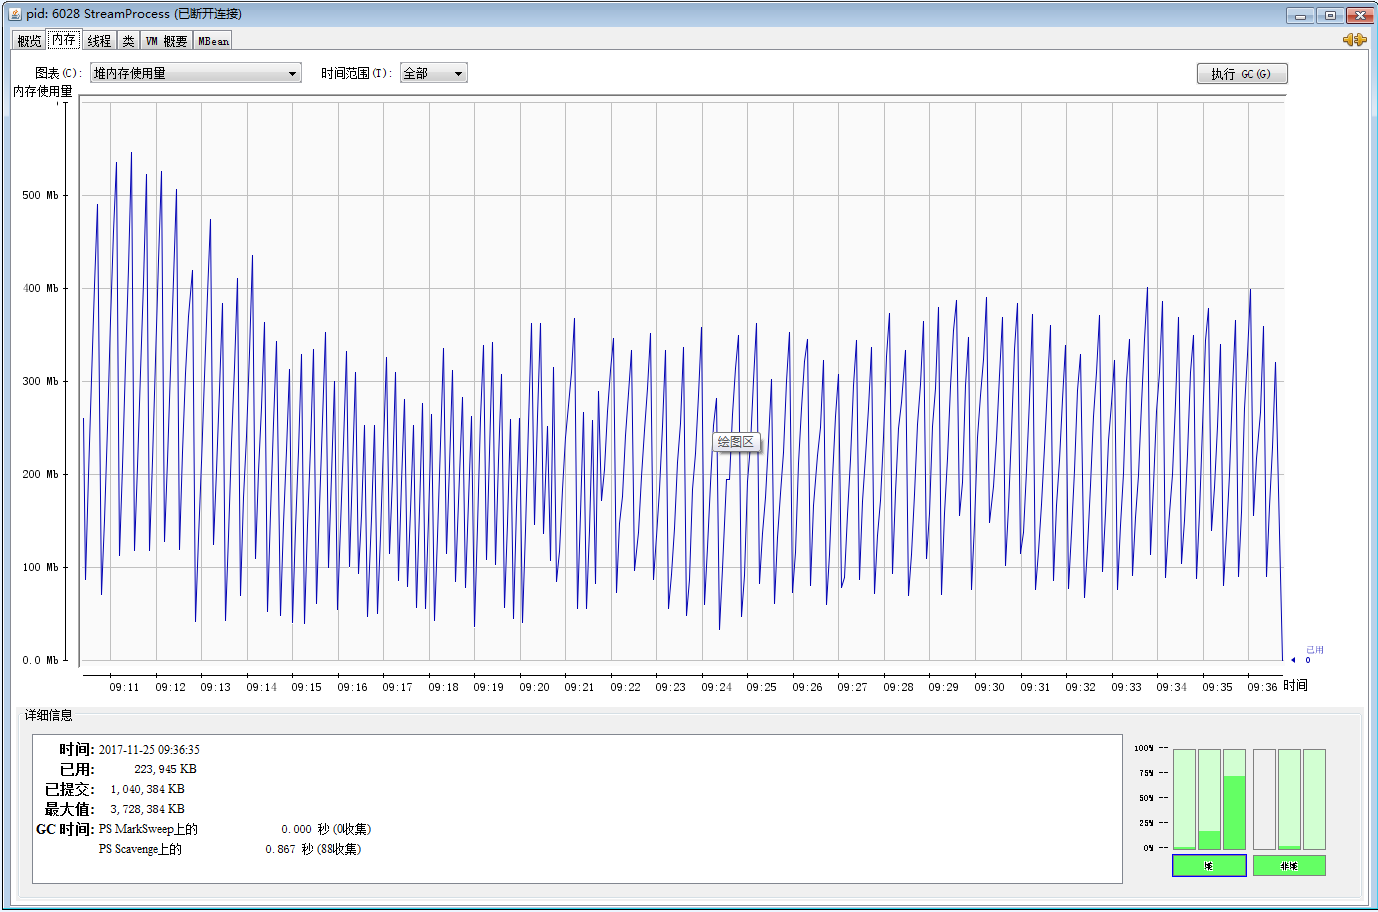 pid: 6028 StreamProcess (已断开连接)
概览 内存 线程 类 VM 概要 MBean
图表(C): 堆内存使用量 时间范围(T): 全部 执行 GC(G)
内存使用量
500 Mb
400 Mb
300 Mb
200 Mb
100 Mb
0.0 Mb
绘图区
已用
0
09:11 09:12 09:13 09:14 09:15 09:16 09:17 09:18 09:19 09:20 09:21 09:22 09:23 09:24 09:25 09:26 09:27 09:28 09:29 09:30 09:31 09:32 09:33 09:34 09:35 09:36 时间
详细信息
时间: 2017-11-25 09:36:35
已用: 223,945 KB
已提交: 1,040,384 KB
最大值: 3,728,384 KB
GC 时间: PS MarkSweep上的 0.000 秒 (0收集)
PS Scavenge上的 0.867 秒 (88收集)
100%
75%
50%
25%
0%
堆 非堆